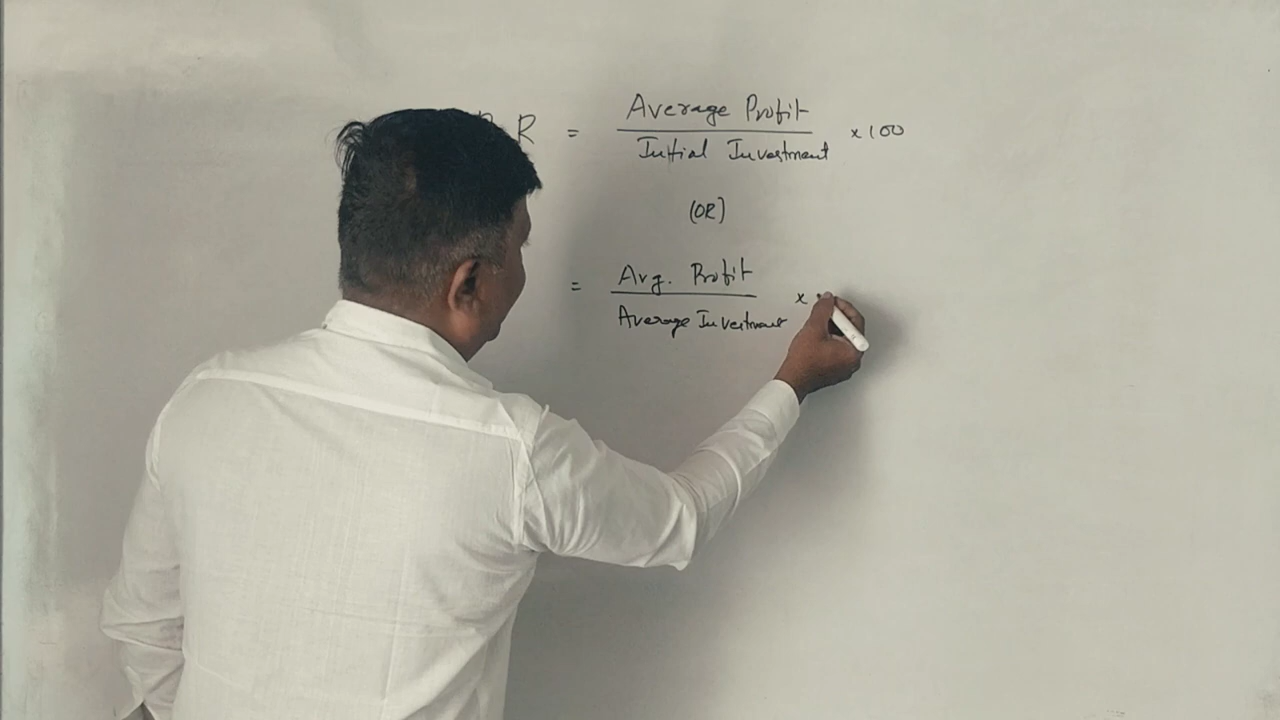 R = Average Profit / Initial Investment × 100
(OR)
= Avg. Profit / Average Investment ×